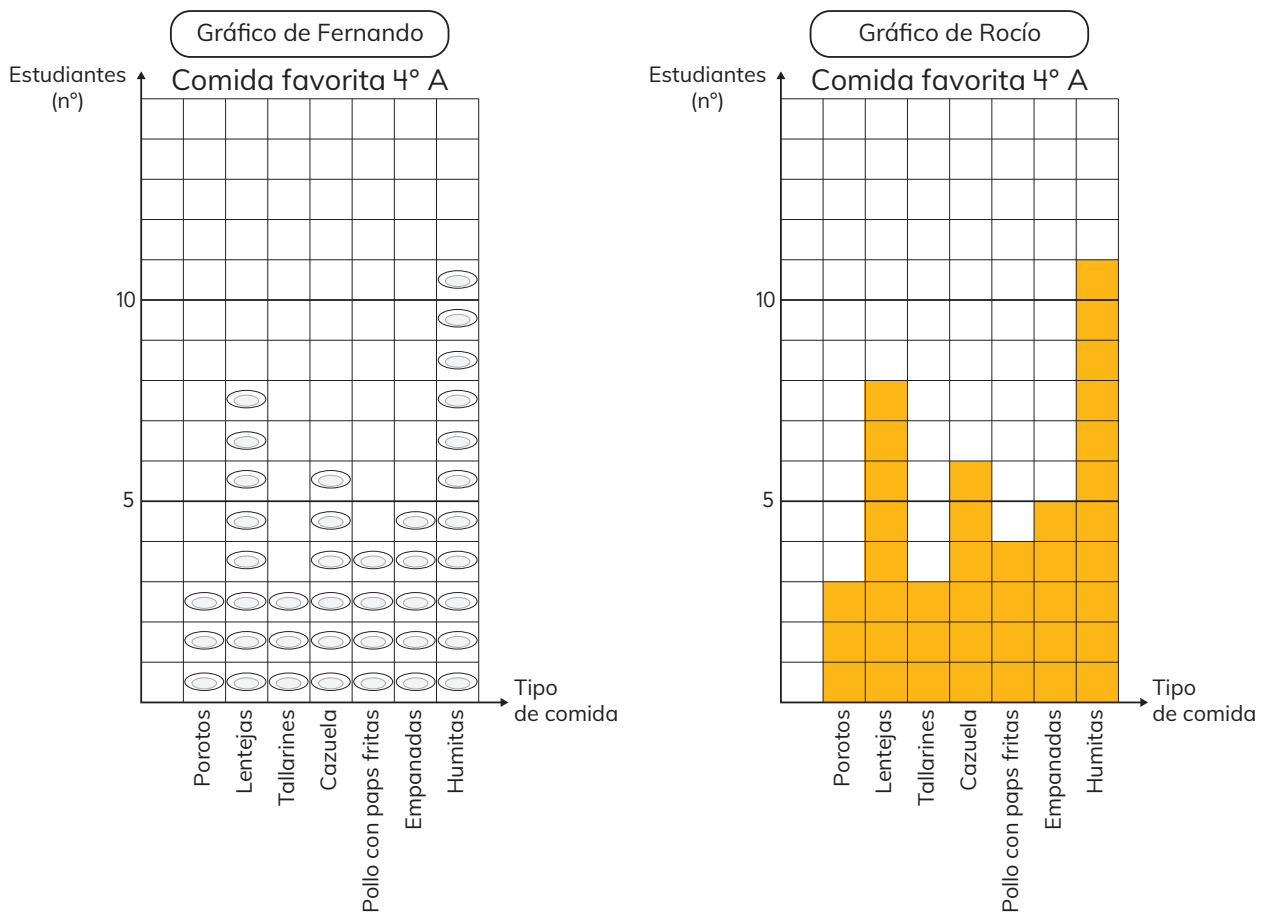 Gráfico de Fernando
Estudiantes
(n°)
Comida favorita 4° A
10
5
Tipo
de comida
Porotos
Lentejas
Tallarines
Cazuela
Pollo con paps fritas
Empanadas
Humitas
Gráfico de Rocío
Estudiantes
(n°)
Comida favorita 4° A
10
5
Tipo
de comida
Porotos
Lentejas
Tallarines
Cazuela
Pollo con paps fritas
Empanadas
Humitas